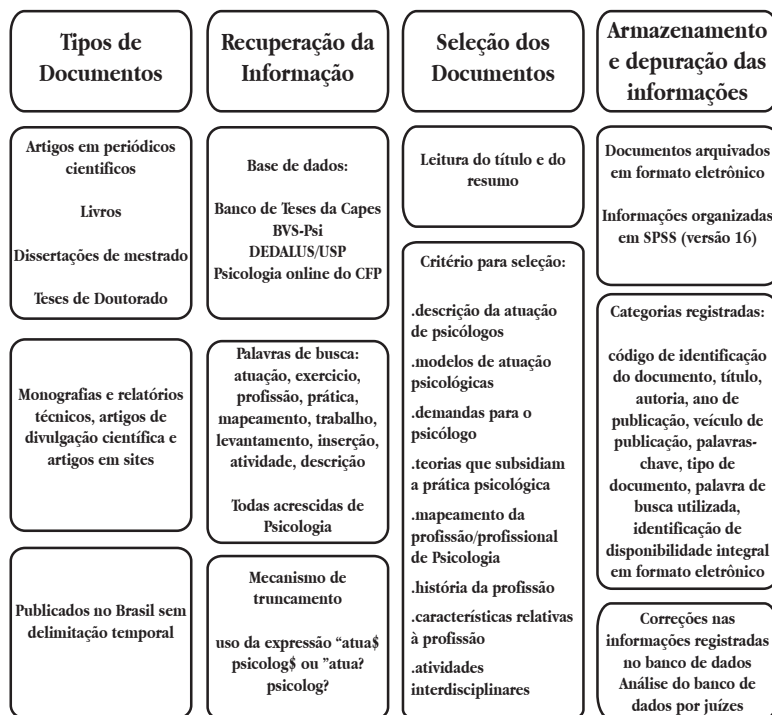 Tipos de
Documentos
Artigos em periódicos
cientificos
Livros
Dissertações de mestrado
Teses de Doutorado
Monografias e relatórios
técnicos, artigos de
divulgação científica e
artigos em sites
Publicados no Brasil sem
delimitação temporal
Recuperação da
Informação
Base de dados:
Banco de Teses da Capes
BVS-Psi
DEDALUS/USP
Psicologia online do CFP
Palavras de busca:
atuação, exercicio,
profissão, prática,
mapeamento, trabalho,
levantamento, inserção,
atividade, descrição
Todas acrescidas de
Psicologia
Mecanismo de
truncamento
uso da expressão “atua$
psicolog$ ou ”atua?
psicolog?
Seleção dos
Documentos
Leitura do título e do
resumo
Critério para seleção:
.descrição da atuação
de psicólogos
.modelos de atuação
psicológicas
.demandas para o
psicólogo
.teorias que subsidiam
a prática psicológica
.mapeamento da
profissão/profissional
de Psicologia
.história da profissão
.características relativas
à profissão
.atividades
interdisciplinares
Armazenamento
e depuração das
informações
Documentos arquivados
em formato eletrônico
Informações organizadas
em SPSS (versão 16)
Categorias registradas:
código de identificação
do documento, título,
autoria, ano de
publicação, veículo de
publicação, palavras-
chave, tipo de
documento, palavra de
busca utilizada,
identificação de
disponibilidade integral
em formato eletrônico
Correções nas
informações registradas
no banco de dados
Análise do banco de
dados por juízes